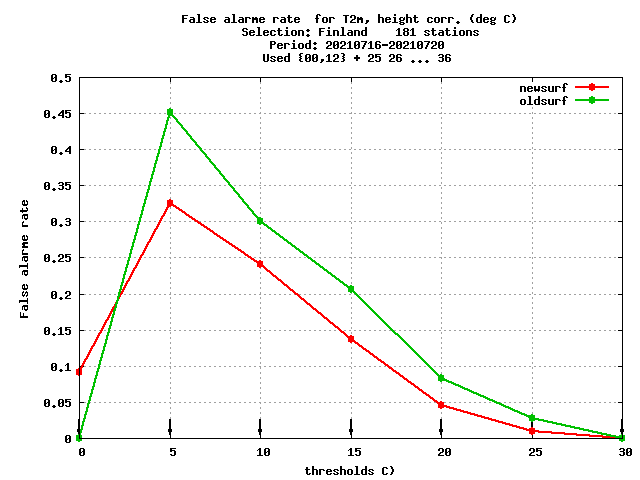 False alarme rate  for T2m, height corr. (deg C)
Selection: Finland    181 stations
Period: 20210716-20210720
Used {00,12} + 25 26 ... 36
newsurf
oldsurf
0.5
0.45
0.4
0.35
0.3
0.25
0.2
0.15
0.1
0.05
0
False alarme rate
0 5 10 15 20 25 30
thresholds C)